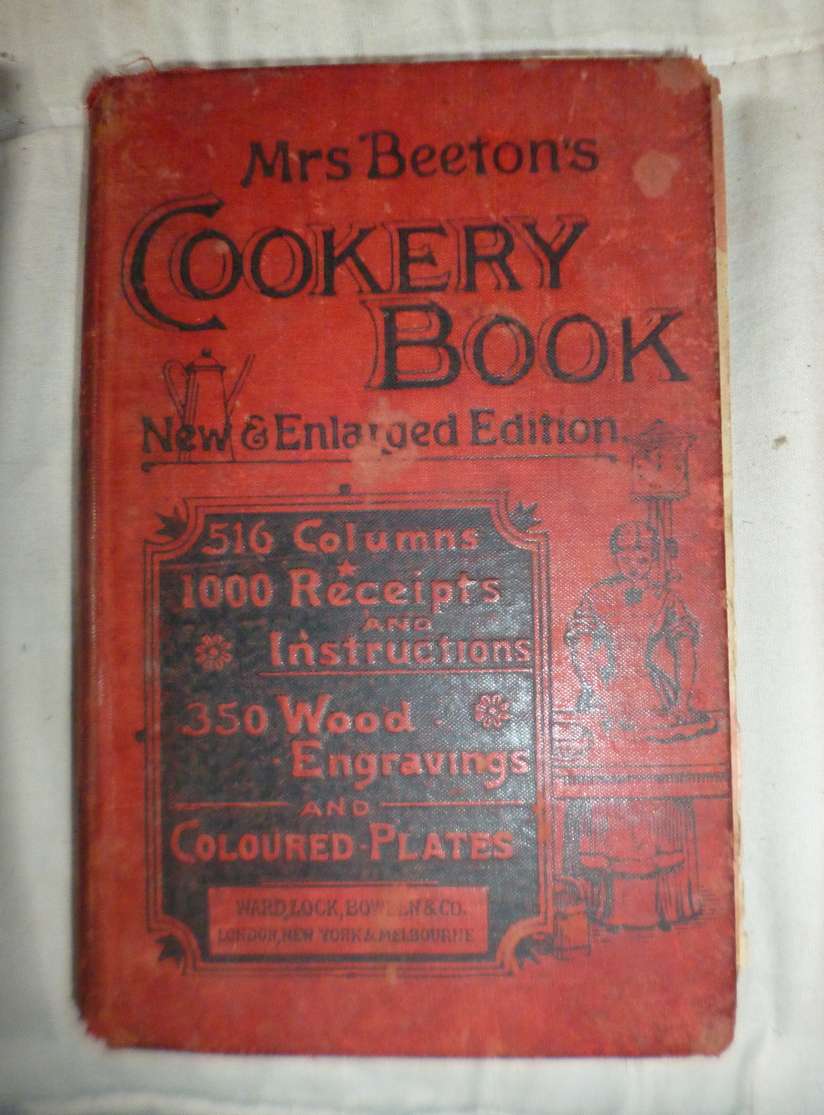 Mrs Beeton's
COOKERY
BOOK
New & Enlarged Edition
516 Columns
1000 Receipts
AND
Instructions
350 Wood
Engravings
AND
COLOURED-PLATES
WARD, LOCK, BOWDEN & CO.
LONDON, NEW YORK & MELBOURNE